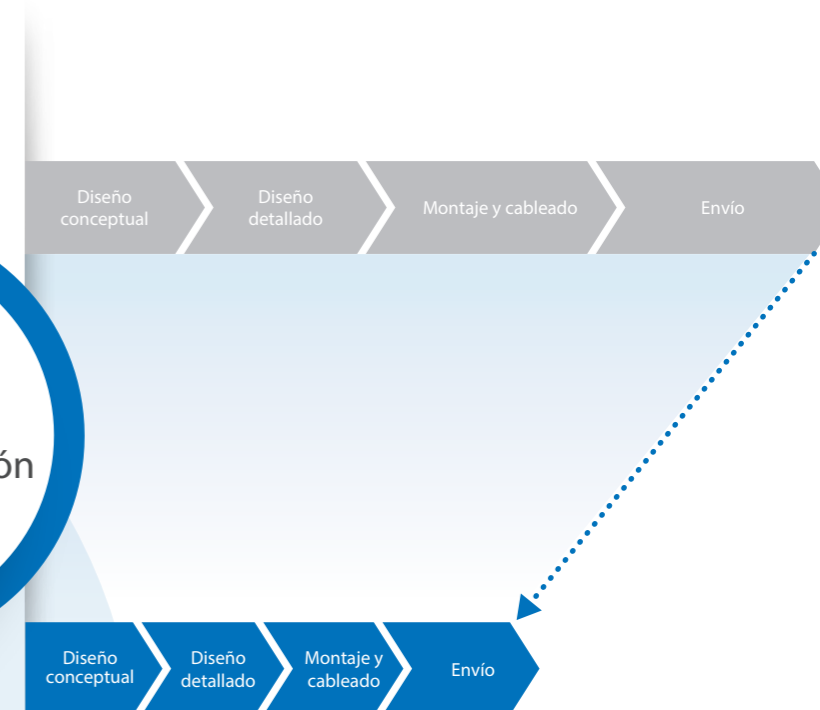 Diseño
conceptual
Diseño
detallado
Montaje y cableado
Envío
ón
Diseño
conceptual
Diseño
detallado
Montaje y
cableado
Envío